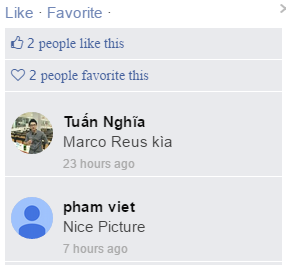 Like · Favorite ·
2 people like this
2 people favorite this
Tuấn Nghĩa
Marco Reus kìa
23 hours ago
pham viet
Nice Picture
7 hours ago